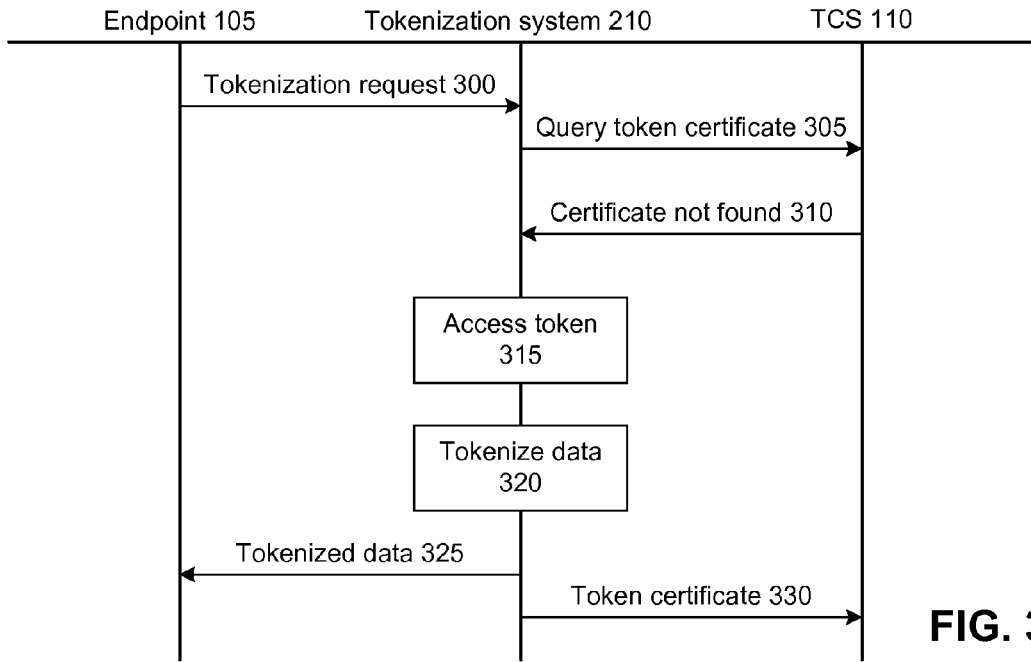 Endpoint 105 Tokenization system 210 TCS 110
Tokenization request 300
Query token certificate 305
Certificate not found 310
Access token
315
Tokenize data
320
Tokenized data 325
Token certificate 330
FIG. 3